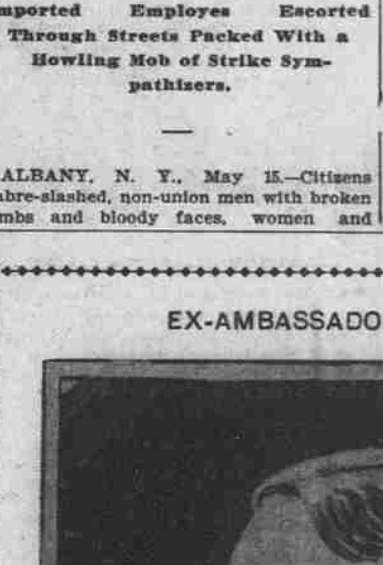 mported Employes Escorted
Through Streets Packed With a
Howling Mob of Strike Sym-
pathizers.
ALBANY, N. Y., May 15.—Citizens
abre-slashed, non-union men with broken
mbs and bloody faces, women and
EX-AMBASSADO